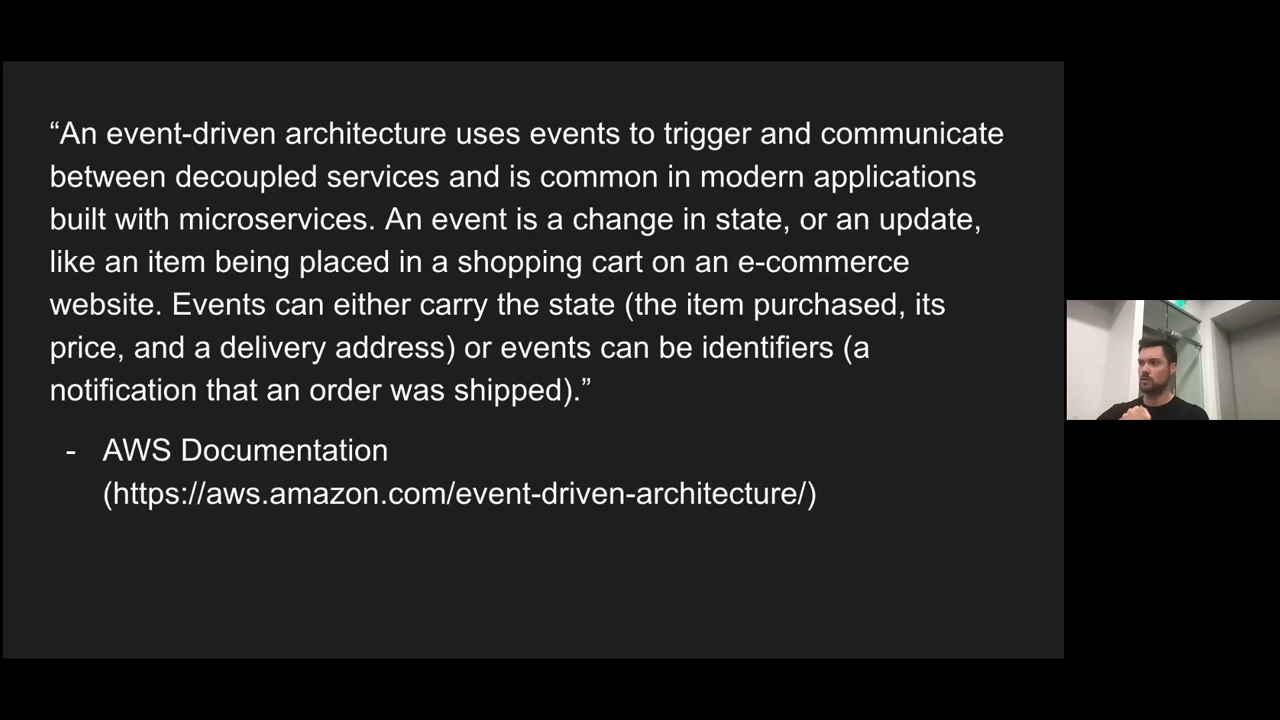 “An event-driven architecture uses events to trigger and communicate
between decoupled services and is common in modern applications
built with microservices. An event is a change in state, or an update,
like an item being placed in a shopping cart on an e-commerce
website. Events can either carry the state (the item purchased, its
price, and a delivery address) or events can be identifiers (a
notification that an order was shipped).”
- AWS Documentation
(https://aws.amazon.com/event-driven-architecture/)